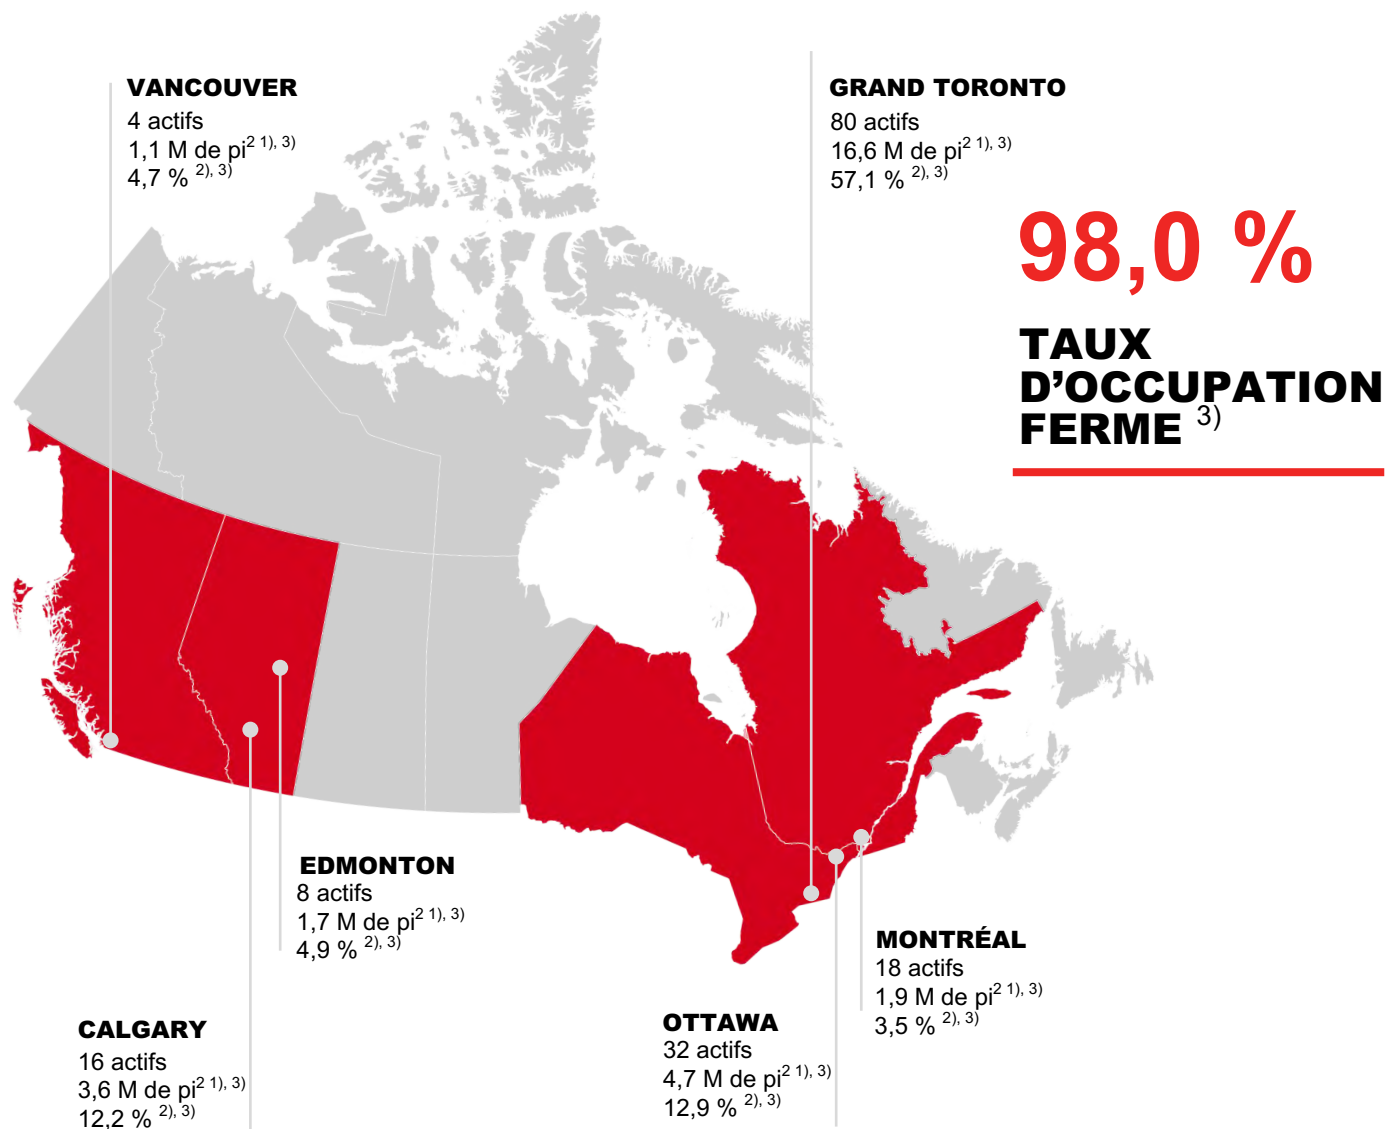 VANCOUVER
4 actifs
1,1 M de pi² ¹⁾, ³⁾
4,7 % ²⁾, ³⁾
GRAND TORONTO
80 actifs
16,6 M de pi² ¹⁾, ³⁾
57,1 % ²⁾, ³⁾
98,0 %
TAUX
D’OCCUPATION
FERME ³⁾
EDMONTON
8 actifs
1,7 M de pi² ¹⁾, ³⁾
4,9 % ²⁾, ³⁾
CALGARY
16 actifs
3,6 M de pi² ¹⁾, ³⁾
12,2 % ²⁾, ³⁾
OTTAWA
32 actifs
4,7 M de pi² ¹⁾, ³⁾
12,9 % ²⁾, ³⁾
MONTRÉAL
18 actifs
1,9 M de pi² ¹⁾, ³⁾
3,5 % ²⁾, ³⁾